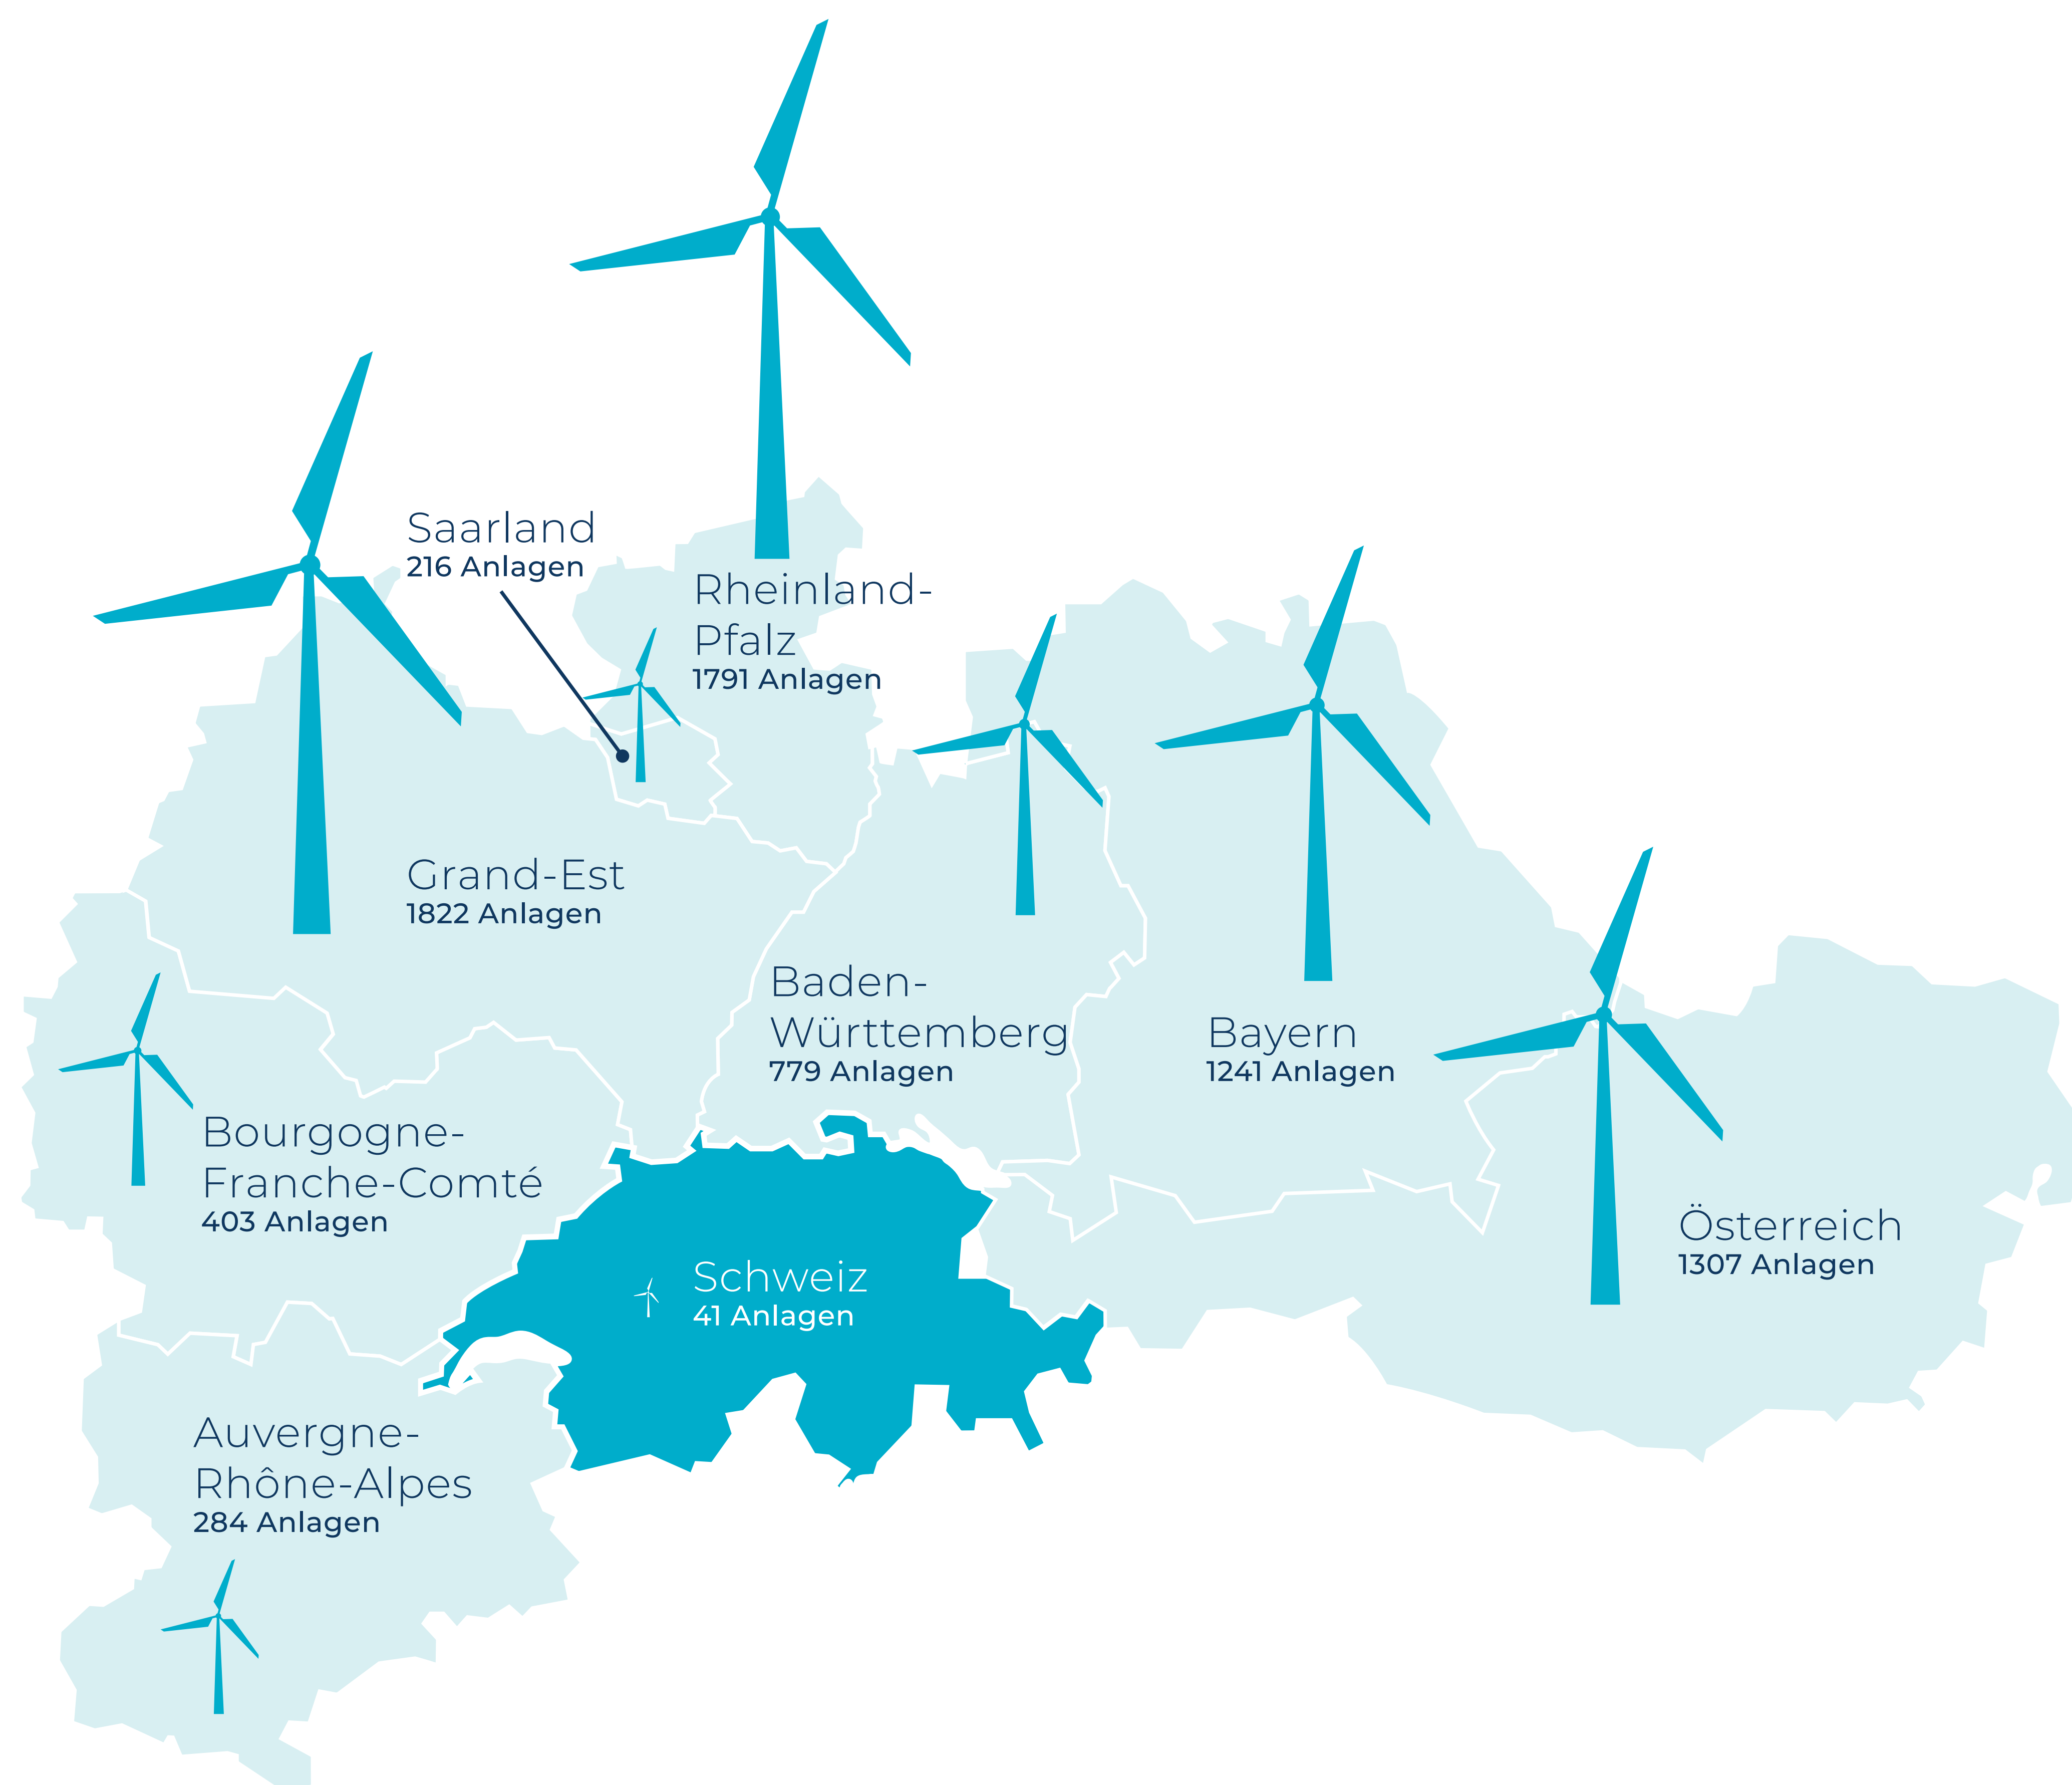 Saarland
216 Anlagen
Rheinland-
Pfalz
1791 Anlagen
Grand-Est
1822 Anlagen
Baden-
Württemberg
779 Anlagen
Bayern
1241 Anlagen
Bourgogne-
Franche-Comté
403 Anlagen
Österreich
1307 Anlagen
Schweiz
41 Anlagen
Auvergne-
Rhône-Alpes
284 Anlagen